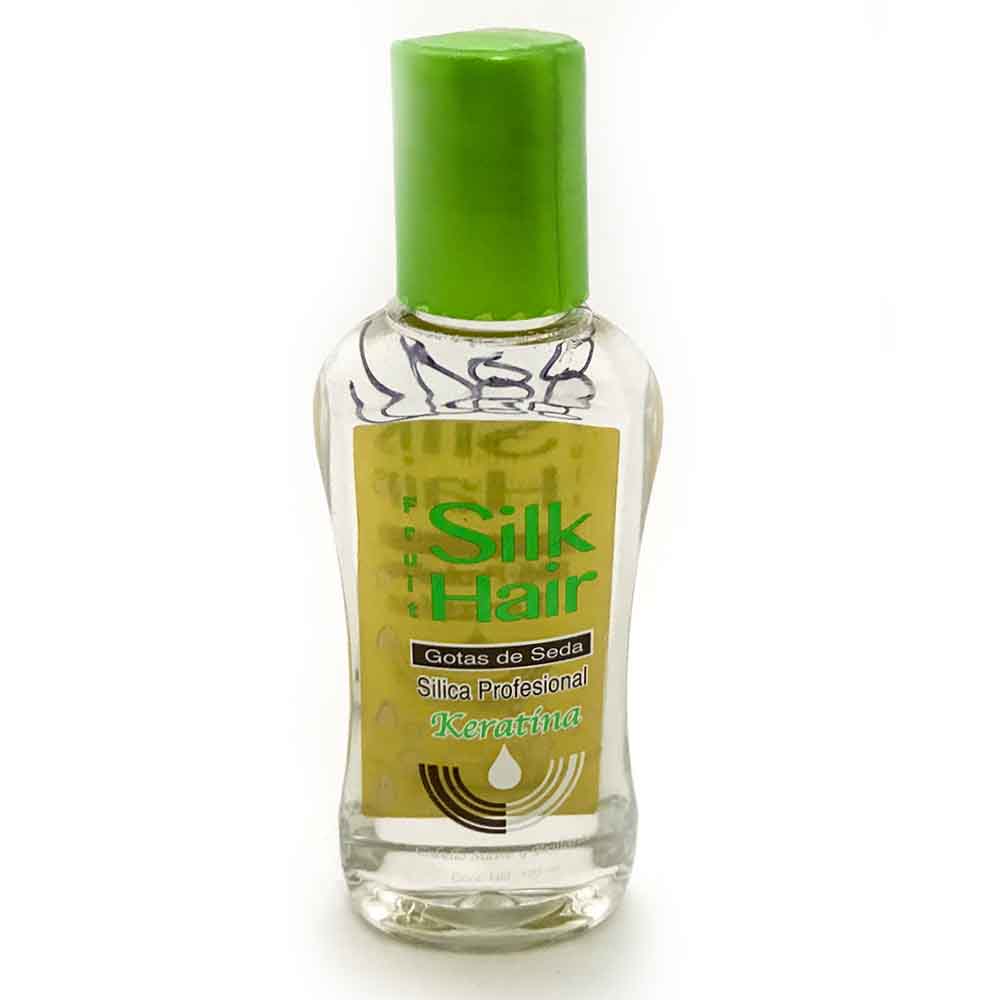 Fruit
Silk
Hair
Gotas de Seda
Silica Profesional
Keratina